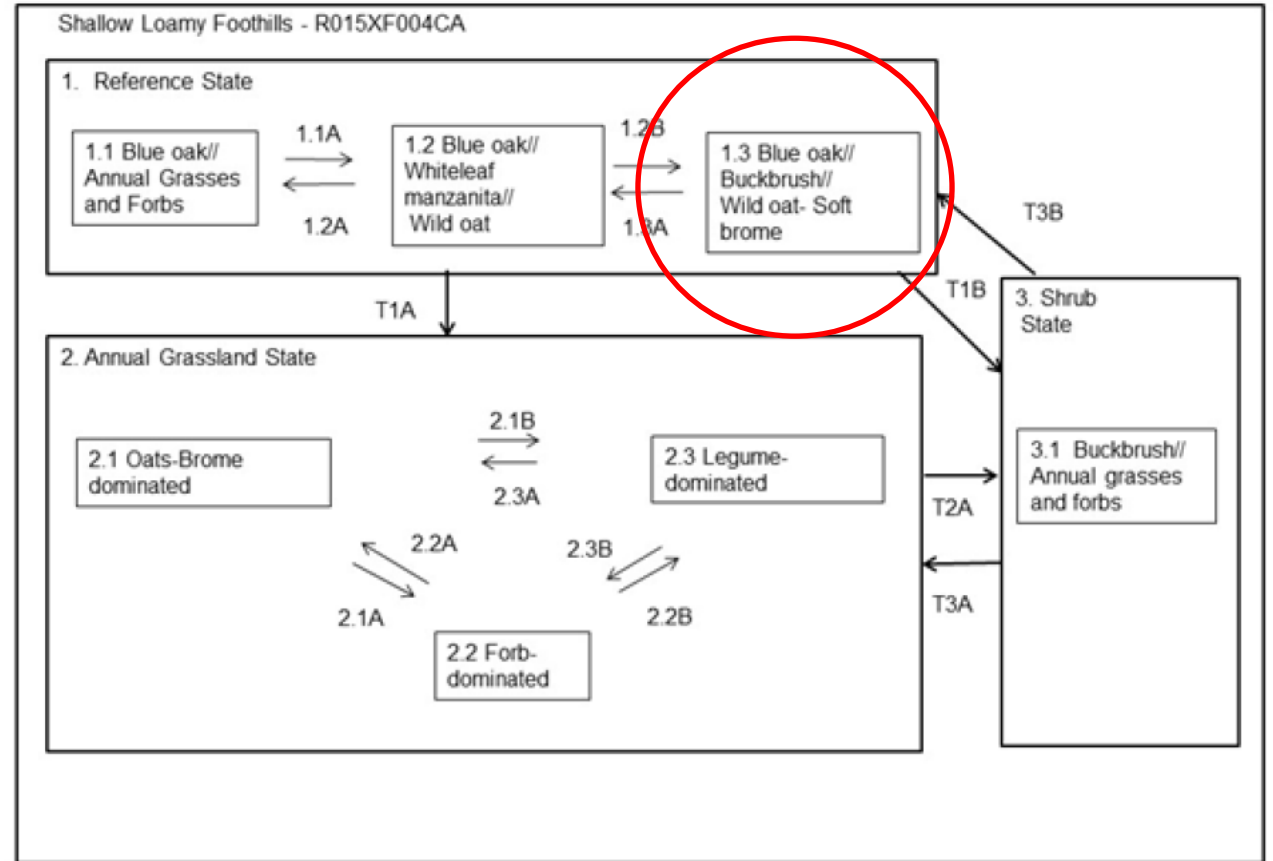 Shallow Loamy Foothills - R015XF004CA
1. Reference State
1.1 Blue oak//
Annual Grasses
and Forbs
1.1A
1.2A
1.2 Blue oak//
Whiteleaf
manzanita//
Wild oat
1.2B
1.3A
1.3 Blue oak//
Buckbrush//
Wild oat- Soft
brome
T3B
T1B
T1A
3. Shrub
State
3.1 Buckbrush//
Annual grasses
and forbs
2. Annual Grassland State
2.1 Oats-Brome
dominated
2.1B
2.3A
2.3 Legume-
dominated
2.2A
2.1A
2.3B
2.2B
2.2 Forb-
dominated
T2A
T3A